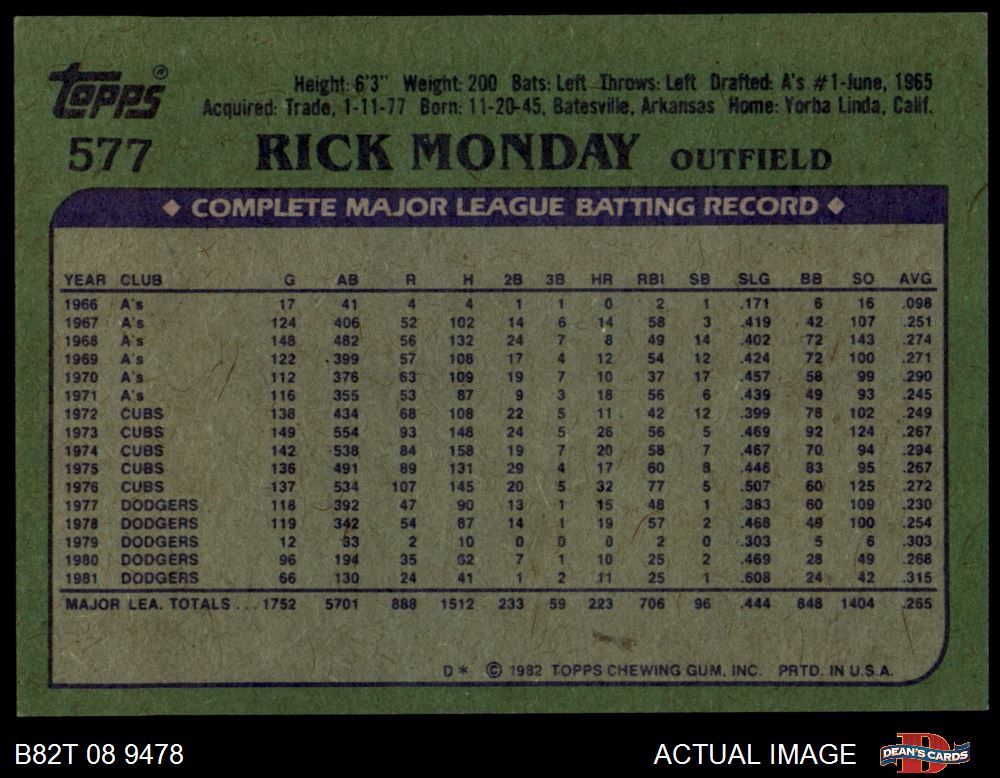 Topps®
Height: 6'3" Weight: 200 Bats: Left Throws: Left Drafted: A's #1-June, 1965
Acquired: Trade, 1-11-77 Born: 11-20-45, Batesville, Arkansas Home: Yorba Linda, Calif.
577 RICK MONDAY OUTFIELD
◆ COMPLETE MAJOR LEAGUE BATTING RECORD ◆
YEAR CLUB G AB R H 2B 3B HR RBI SB SLG BB SO AVG
1966 A's 17 41 4 4 1 1 0 2 1 .171 6 16 .098
1967 A's 124 406 52 102 14 6 14 58 3 .419 42 107 .251
1968 A's 148 482 56 132 24 7 8 49 14 .402 72 143 .274
1969 A's 122 399 57 108 17 4 12 54 12 .424 72 100 .271
1970 A's 112 376 63 109 19 7 10 37 17 .457 58 99 .290
1971 A's 116 355 53 87 9 3 18 56 6 .439 49 93 .245
1972 CUBS 138 434 68 108 22 5 11 42 12 .399 78 102 .249
1973 CUBS 149 554 93 148 24 5 26 56 5 .469 92 124 .267
1974 CUBS 142 538 84 158 19 7 20 58 7 .467 70 94 .294
1975 CUBS 136 491 89 131 29 4 17 60 8 .446 83 95 .267
1976 CUBS 137 534 107 145 20 5 32 77 5 .507 60 125 .272
1977 DODGERS 118 392 47 90 13 1 15 48 1 .383 60 109 .230
1978 DODGERS 119 342 54 87 14 1 19 57 2 .468 49 100 .254
1979 DODGERS 12 33 2 10 0 0 0 2 0 .303 5 6 .303
1980 DODGERS 96 194 35 62 7 1 10 25 2 .469 28 49 .268
1981 DODGERS 66 130 24 41 1 2 11 25 1 .608 24 42 .315
MAJOR LEA. TOTALS... 1752 5701 888 1512 233 59 223 706 96 .444 848 1404 .265
D* © 1982 TOPPS CHEWING GUM, INC. PRTD. IN U.S.A.
B82T 08 9478 ACTUAL IMAGE DEAN'S CARDS